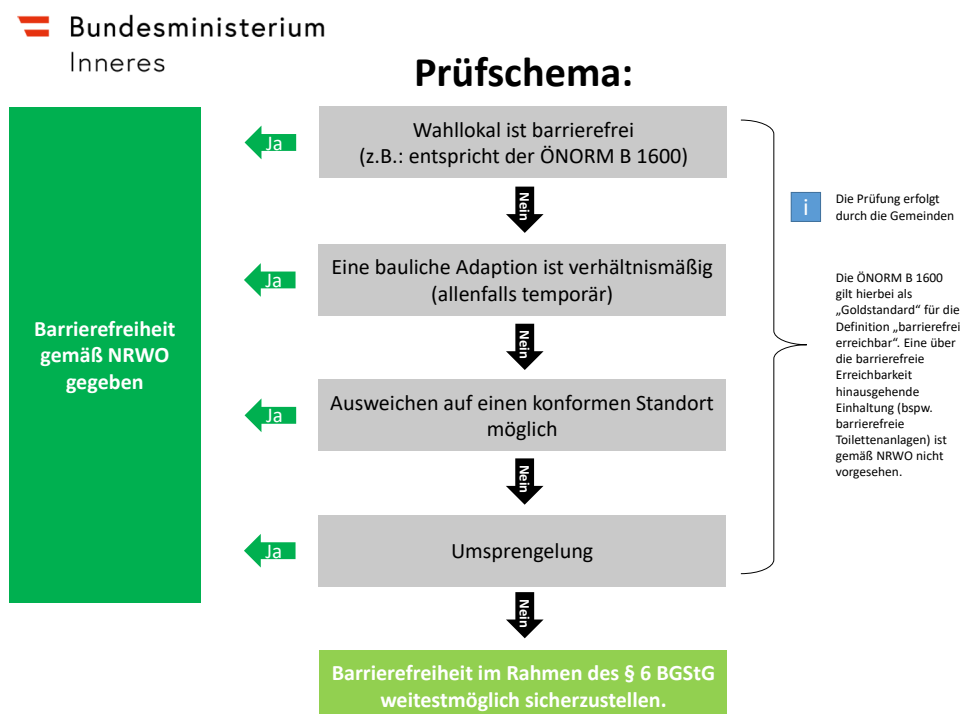 Bundesministerium
Inneres
Prüfschema:
Wahllokal ist barrierefrei
(z.B.: entspricht der ÖNORM B 1600)
Ja
Nein
Eine bauliche Adaption ist verhältnismäßig
(allenfalls temporär)
Ja
Nein
Ausweichen auf einen konformen Standort
möglich
Ja
Nein
Umsprengelung
Ja
Nein
Barrierefreiheit im Rahmen des § 6 BGStG
weitestmöglich sicherzustellen.
Barrierefreiheit
gemäß NRWO
gegeben
i
Die Prüfung erfolgt
durch die Gemeinden
Die ÖNORM B 1600
gilt hierbei als
„Goldstandard“ für die
Definition „barrierefrei
erreichbar“. Eine über
die barrierefreie
Erreichbarkeit
hinausgehende
Einhaltung (bspw.
barrierefreie
Toilettenanlagen) ist
gemäß NRWO nicht
vorgesehen.